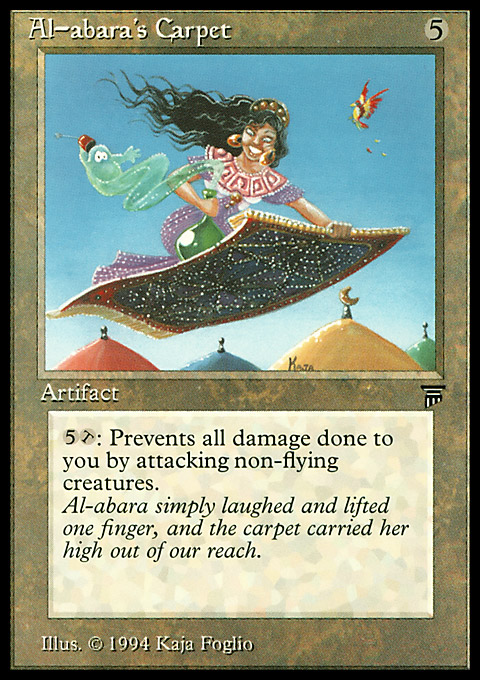 Al-abara's Carpet 5
Kaja
Artifact
5: Prevents all damage done to
you by attacking non-flying
creatures.
Al-abara simply laughed and lifted
one finger, and the carpet carried her
high out of our reach.
Illus. © 1994 Kaja Foglio